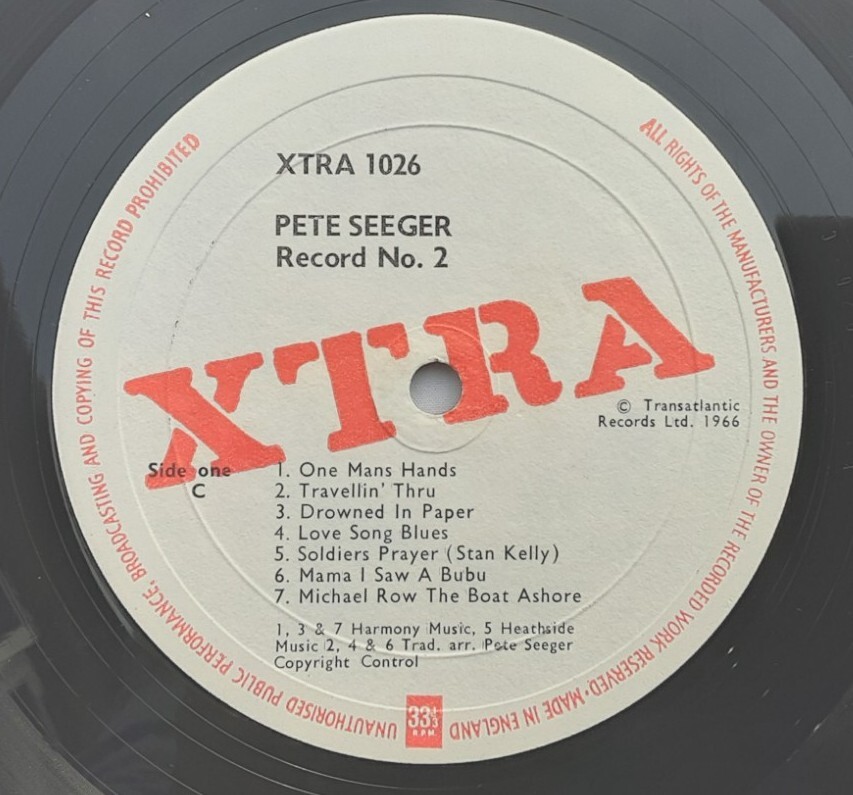 XTRA 1026
PETE SEEGER
Record No. 2
XTRA
© Transatlantic
Records Ltd. 1966
Side one
C
1. One Mans Hands
2. Travellin' Thru
3. Drowned In Paper
4. Love Song Blues
5. Soldiers Prayer (Stan Kelly)
6. Mama I Saw A Bubu
7. Michael Row The Boat Ashore
1, 3 & 7 Harmony Music, 5 Heathside
Music 2, 4 & 6 Trad. arr. Pete Seeger
Copyright Control
33⅓
RPM
ALL RIGHTS OF THE MANUFACTURERS AND THE OWNER OF THE RECORDED WORK RESERVED · MADE IN ENGLAND
UNAUTHORISED PUBLIC PERFORMANCE, BROADCASTING AND COPYING OF THIS RECORD PROHIBITED